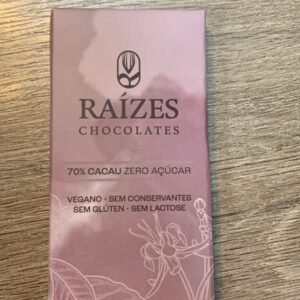 RAÍZES
CHOCOLATES
70% CACAU ZERO AÇÚCAR
VEGANO · SEM CONSERVANTES
SEM GLÚTEN · SEM LACTOSE